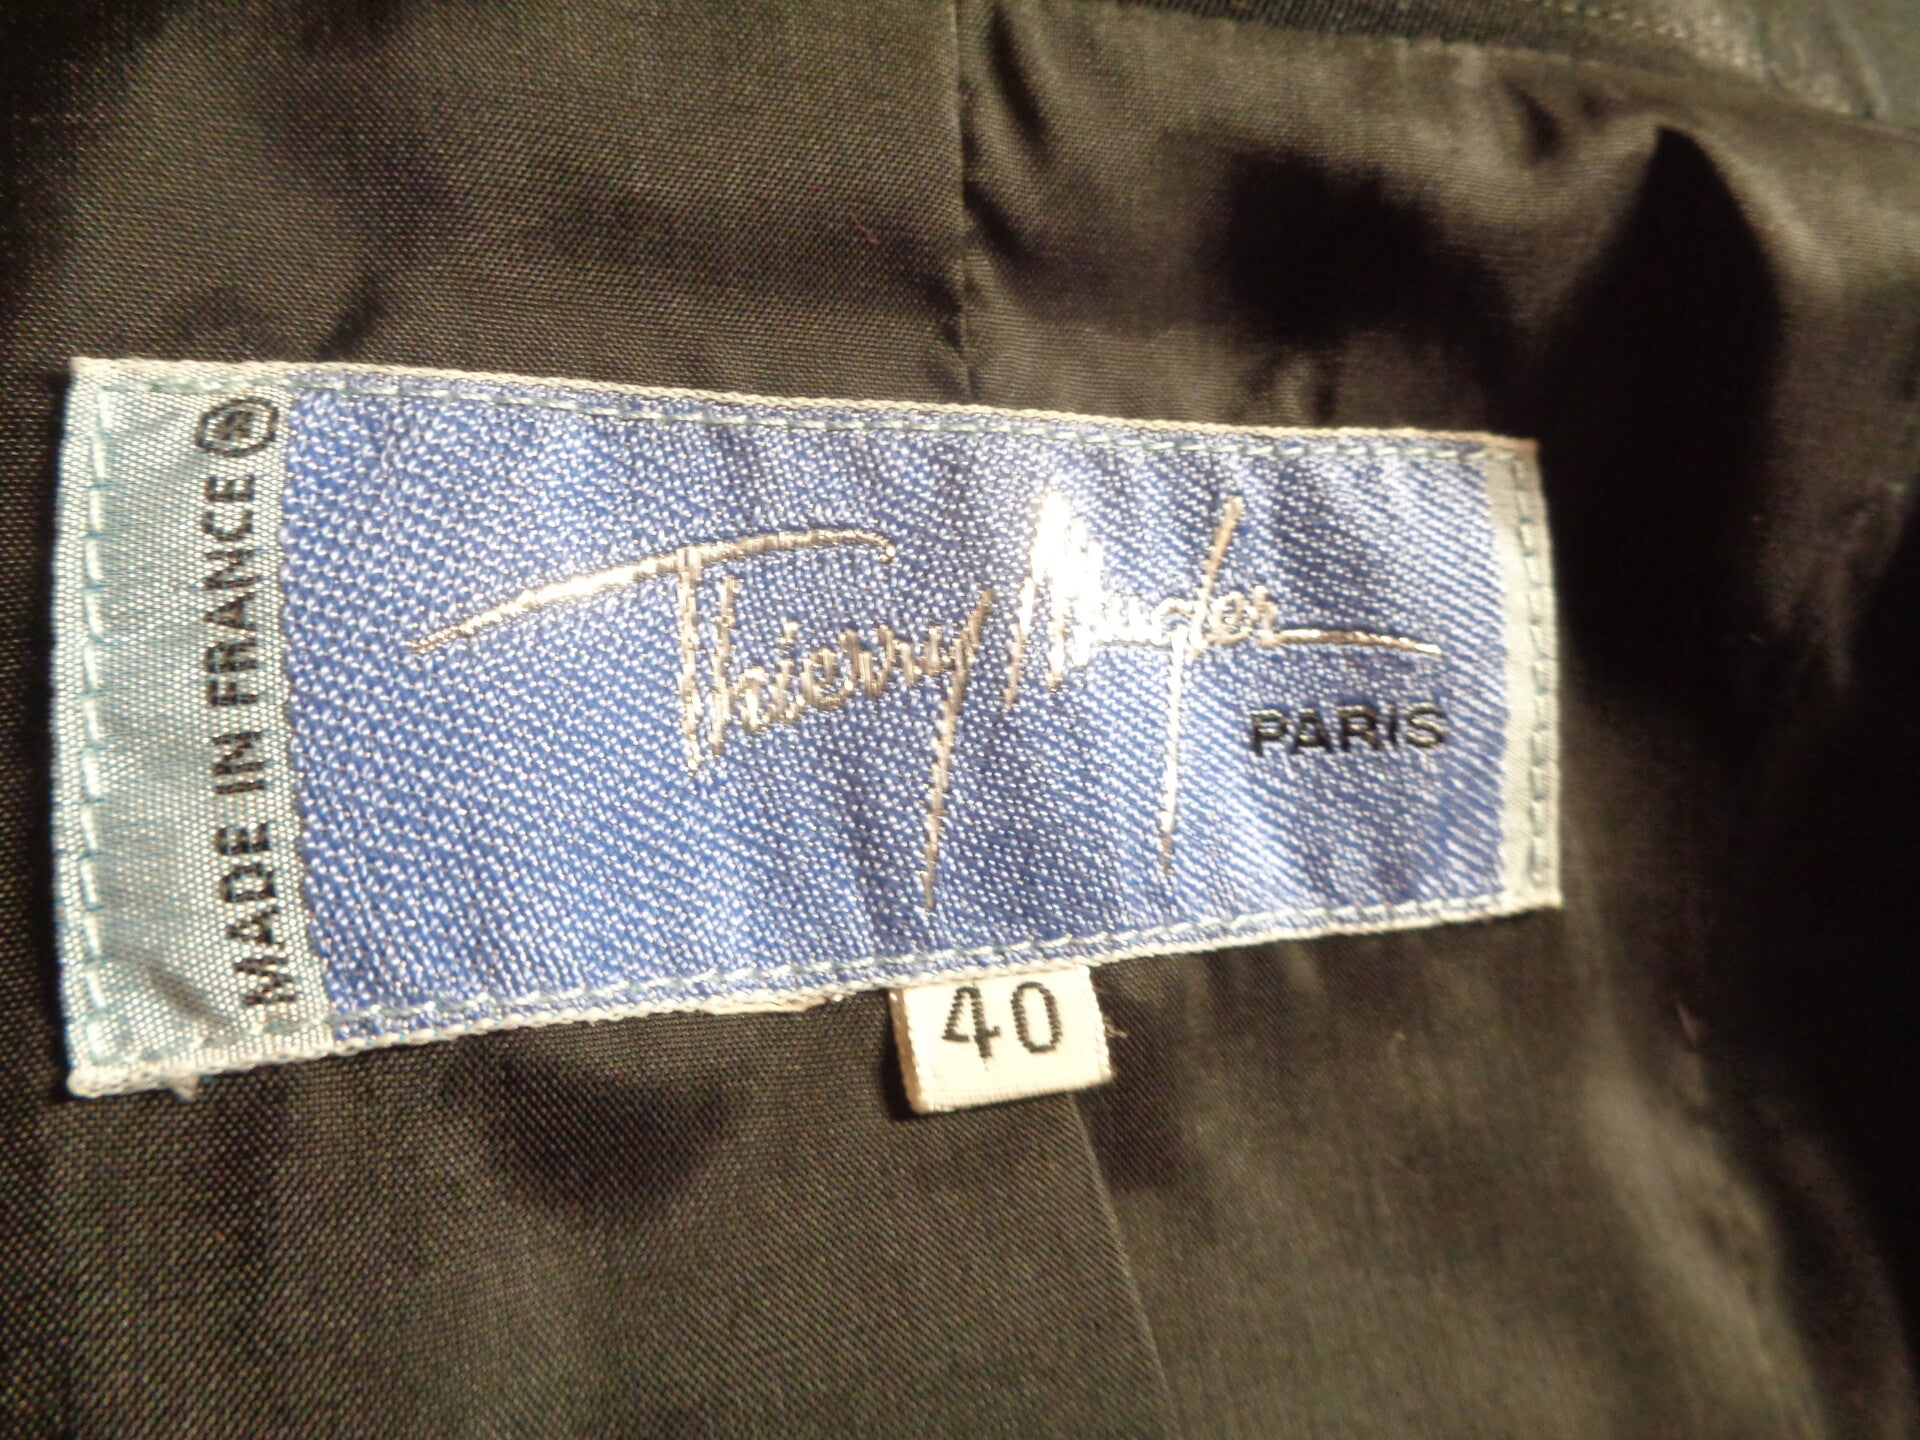 MADE IN FRANCE ®
Thierry Mugler
PARIS
40